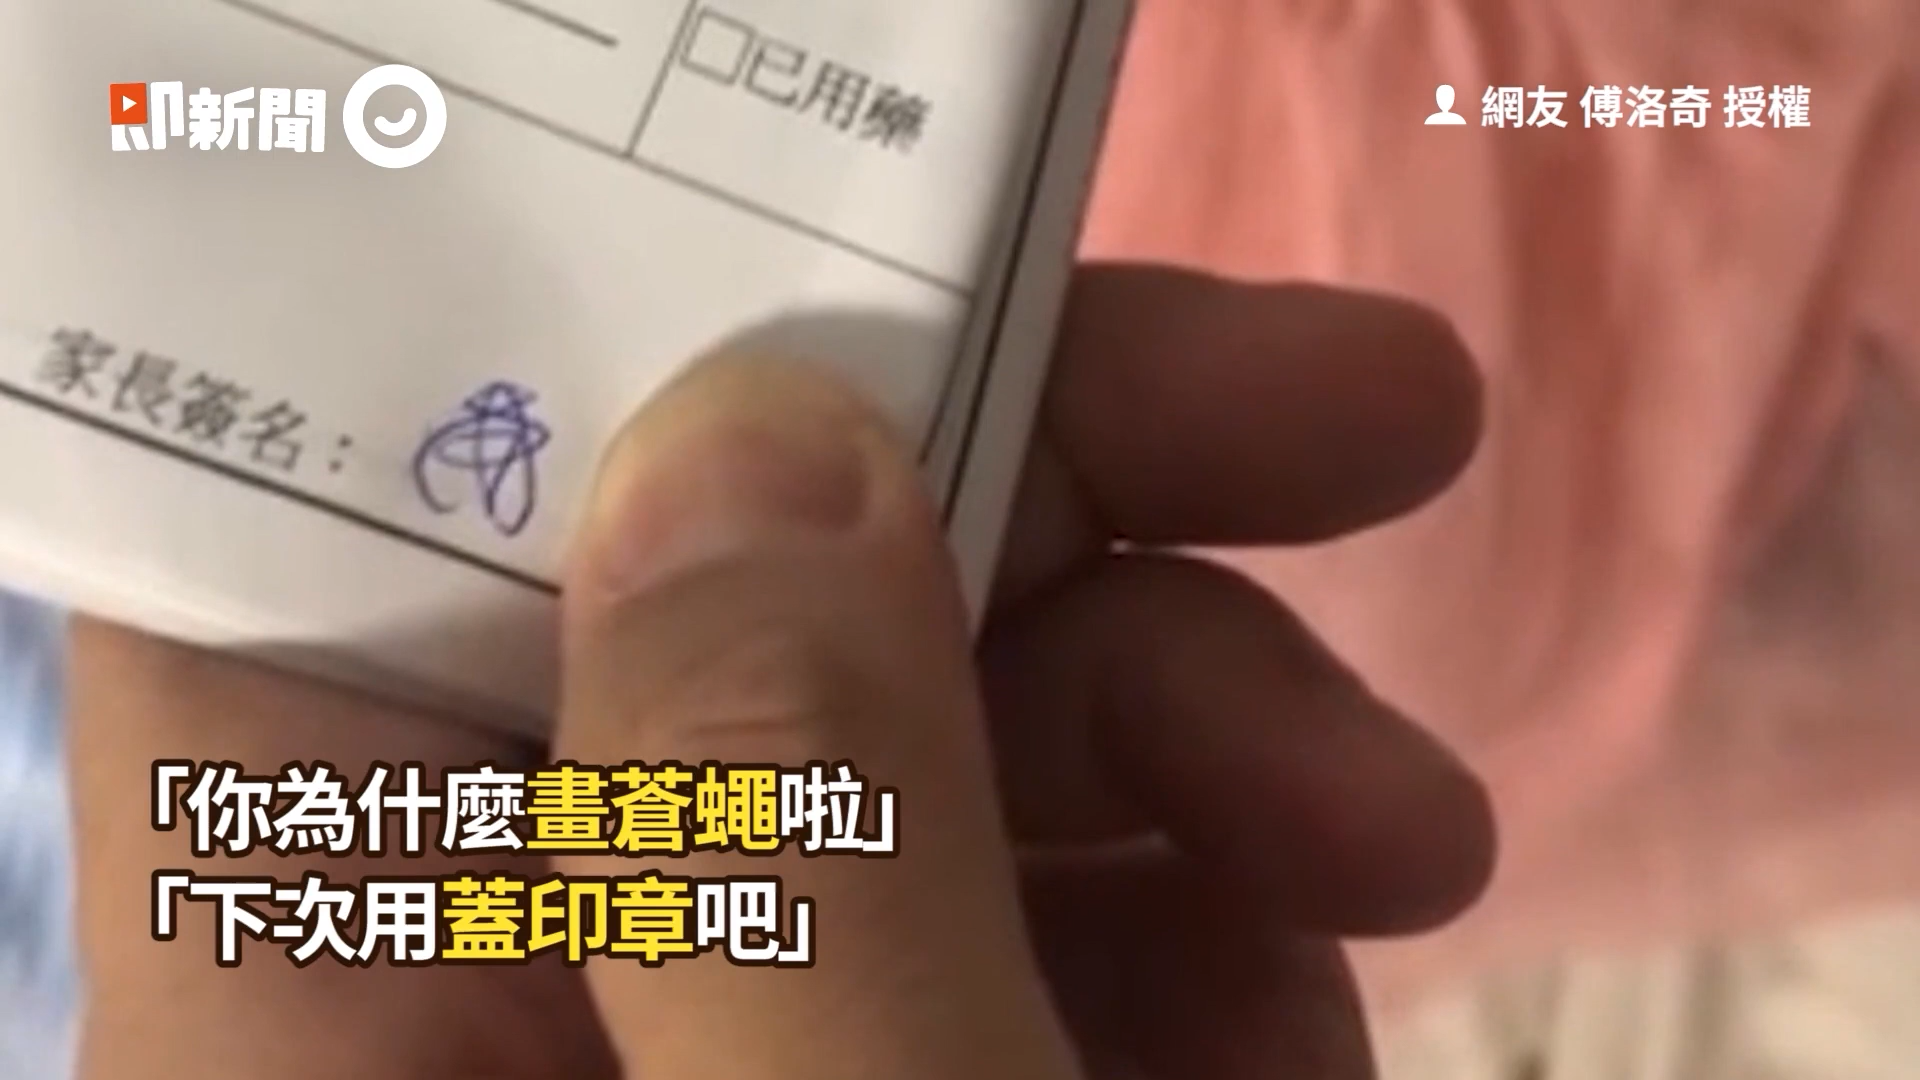 即新聞
網友 傅洛奇 授權
已用藥
家長簽名：
「你為什麼畫蒼蠅啦」
「下次用蓋印章吧」